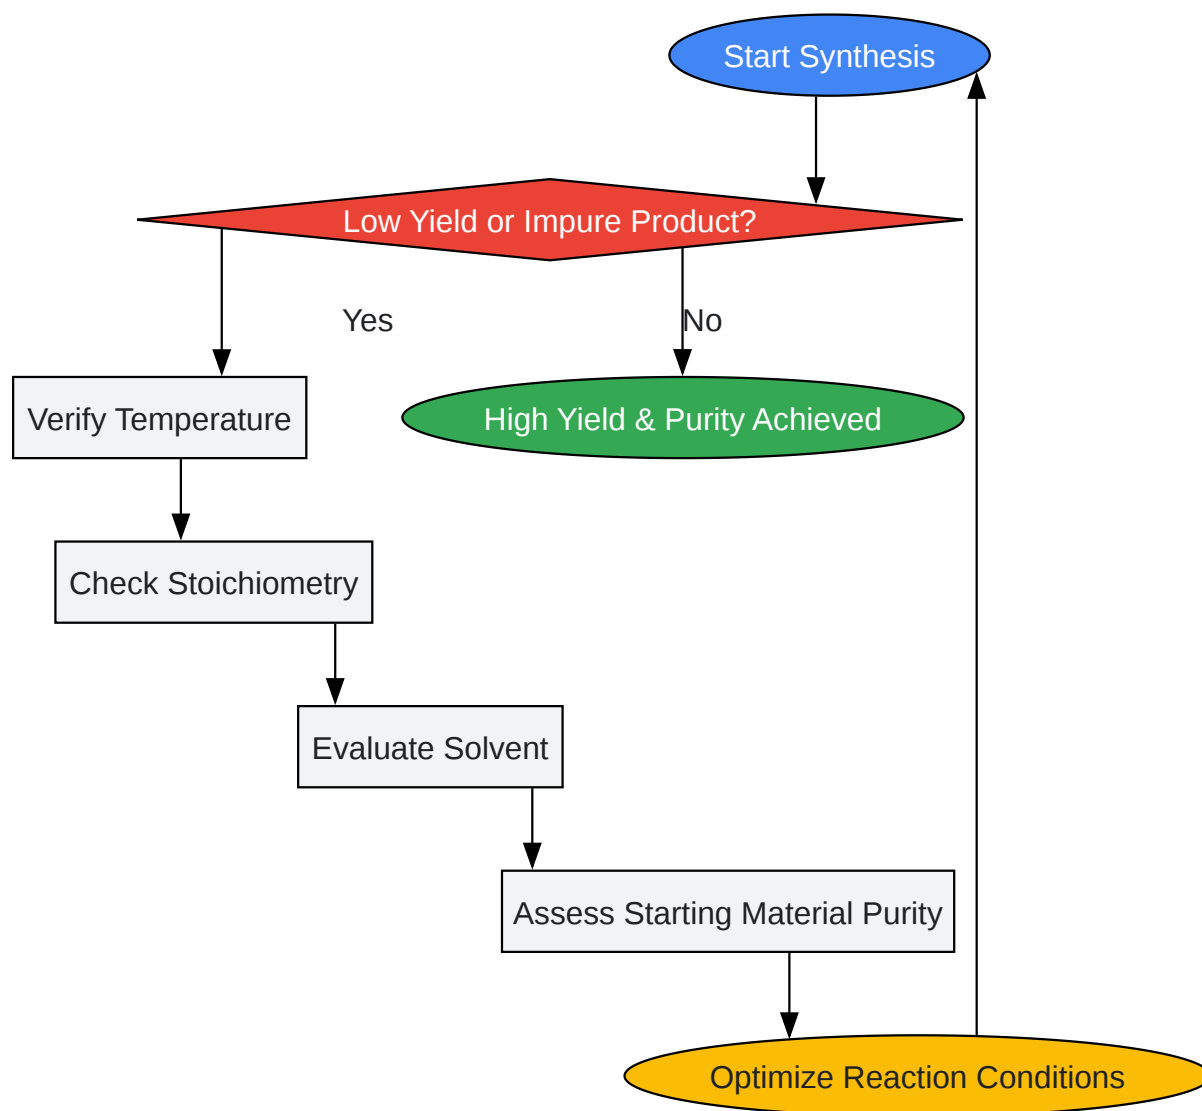 Start Synthesis
Low Yield or Impure Product?
Yes
No
Verify Temperature
High Yield & Purity Achieved
Check Stoichiometry
Evaluate Solvent
Assess Starting Material Purity
Optimize Reaction Conditions